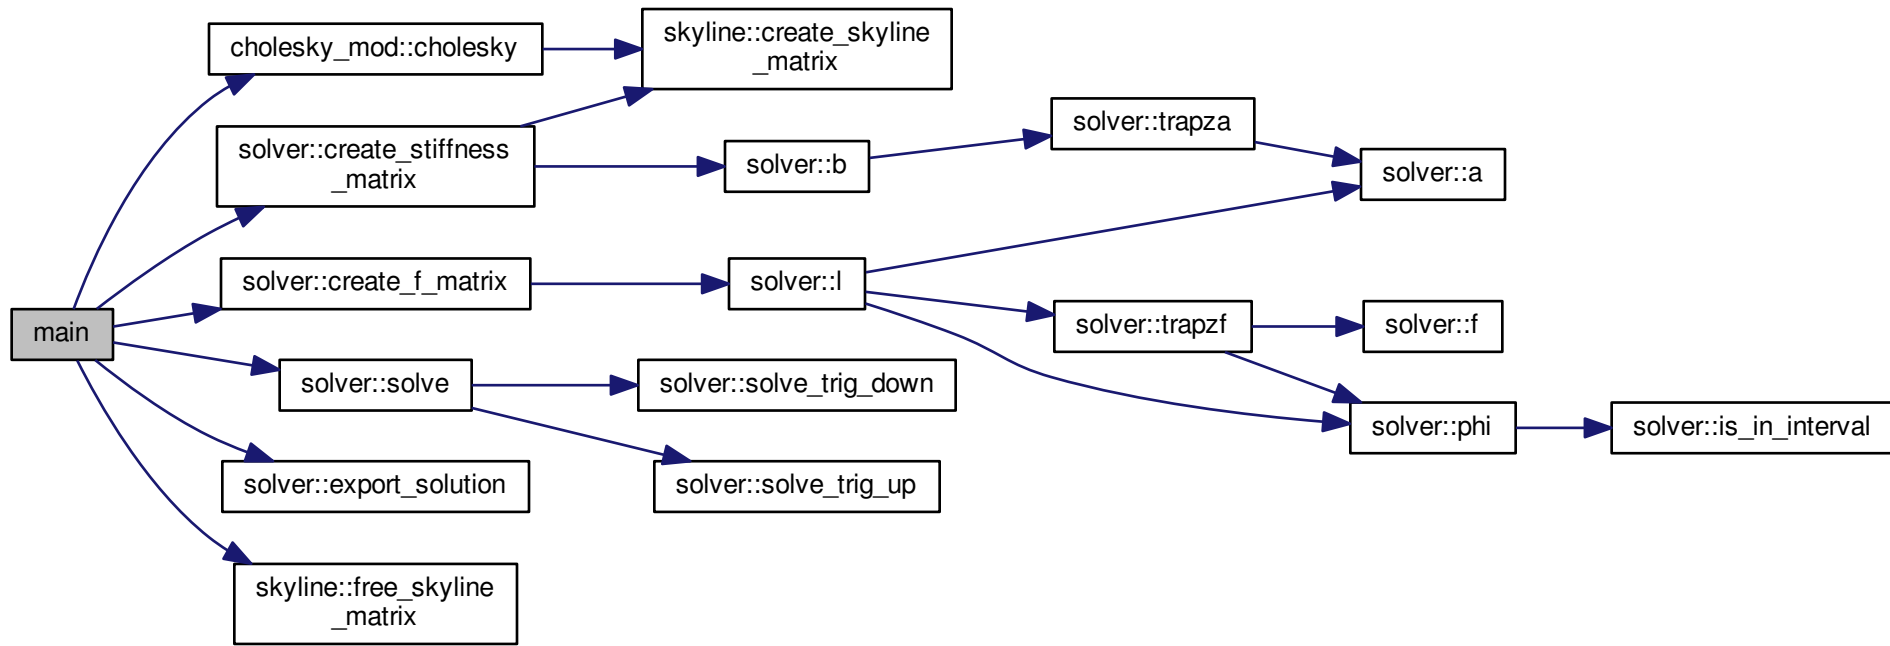 main
cholesky_mod::cholesky
solver::create_stiffness
_matrix
solver::create_f_matrix
solver::solve
solver::export_solution
skyline::free_skyline
_matrix
skyline::create_skyline
_matrix
solver::b
solver::l
solver::solve_trig_down
solver::solve_trig_up
solver::trapza
solver::trapzf
solver::a
solver::f
solver::phi
solver::is_in_interval